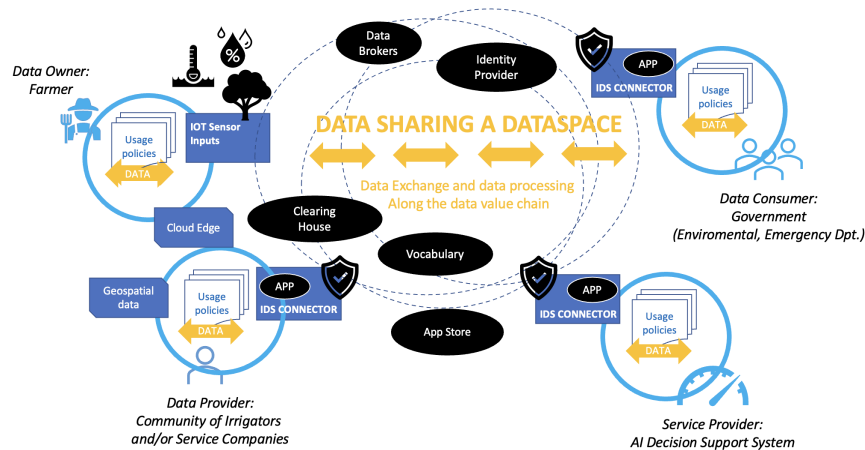 Data Owner:
Farmer
%
IOT Sensor
Inputs
Usage
policies
DATA
Data
Brokers
Identity
Provider
APP
IDS CONNECTOR
Usage
policies
DATA
DATA SHARING A DATASPACE
Data Exchange and data processing
Along the data value chain
Data Consumer:
Government
(Enviromental, Emergency Dpt.)
Clearing
House
Cloud Edge
Vocabulary
Geospatial
data
Usage
policies
DATA
APP
IDS CONNECTOR
App Store
APP
IDS CONNECTOR
Usage
policies
DATA
Data Provider:
Community of Irrigators
and/or Service Companies
Service Provider:
AI Decision Support System